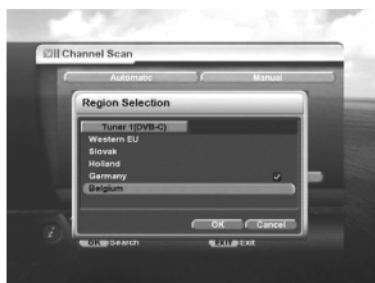 Channel Scan
Automatic Manual
Region Selection
Tuner 1(DVB-C)
Western EU
Slovak
Holland
Germany
Belgium
OK Cancel
OK Search EXIT Exit